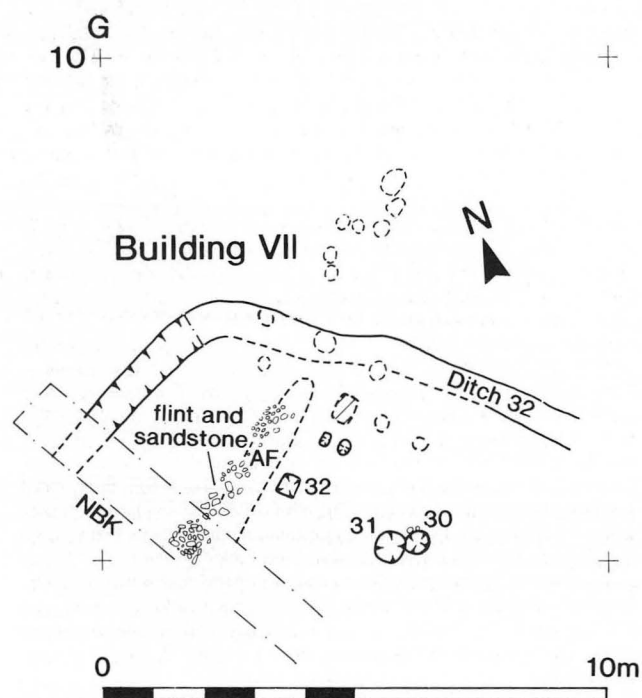 G
10
N
Building VII
Ditch 32
flint and
sandstone
AF
32
NBK
31
30
0
10m